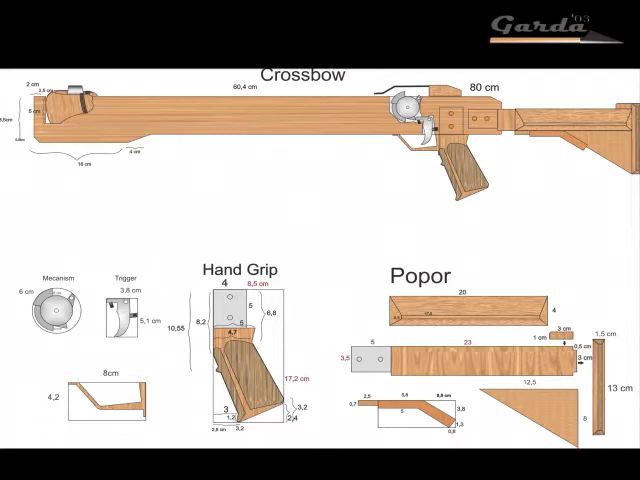 Garda '03
Crossbow
2 cm
2,5 cm
60,4 cm
80 cm
5 cm
4 cm
16 cm
Hand Grip
Popor
Mecanism
Trigger
6 cm
3,8 cm
5,1 cm
4
8,5 cm
5
6,8
10,55
8,2
5
4,7
17,2 cm
3
1,2
3,2
2,4
2,8 cm
3,2
8cm
4,2
20
4
3 cm
1 cm
1,5 cm
5
23
0,5 cm
3,5
3 cm
12,5
13 cm
2,5
5,8
8,8 cm
5
3,8
1,3
0,8
0,7
8